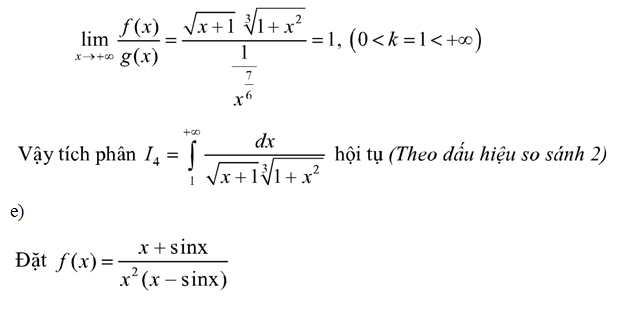 lim x→+∞ f(x)/g(x) = √(x+1) ∛(1+x²) / (1/x^(7/6)) = 1, (0 < k = 1 < +∞)
Vậy tích phân I₄ = ∫₁^(+∞) dx / (√(x+1) ∛(1+x²)) hội tụ (Theo dấu hiệu so sánh 2)
e)
Đặt f(x) = (x + sinx) / (x²(x − sinx))